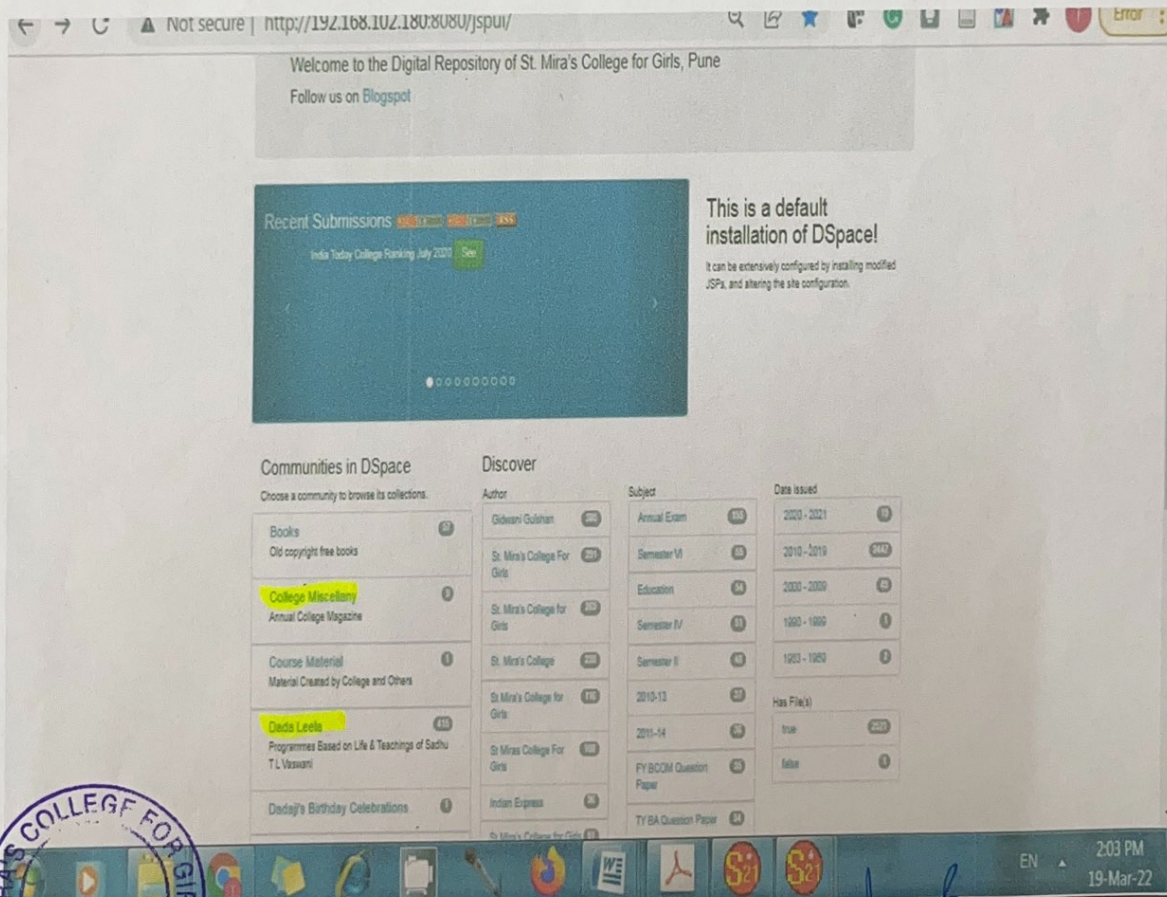 Not secure | http://192.168.102.180:8080/jspui/
Error
Welcome to the Digital Repository of St. Mira's College for Girls, Pune
Follow us on Blogspot
Recent Submissions
India Today College Ranking July 2020 See
This is a default
installation of DSpace!
It can be extensively configured by installing modified
JSPs, and altering the site configuration.
Communities in DSpace
Choose a community to browse its collections.
Books
Old copyright free books
College Miscellany
Annual College Magazine
Course Material
Material Created by College and Others
Dada Leela
Programmes Based on Life & Teachings of Sadhu
T L Vaswani
Dadaji's Birthday Celebrations
Discover
Author
Gidwani Gulshan
St. Mira's College For
Girls
St. Mira's College for
Girls
St. Mira's College
St Mira's College for
Girls
St Miras College For
Girls
Indian Express
St Mira's College for Girls
Subject
Annual Exam
Semester VI
Education
Semester IV
Semester II
2010-13
2011-14
FY BCOM Question
Paper
TY BA Question Paper
Date issued
2020 - 2021
2010 - 2019
2000 - 2009
1990 - 1999
Has File(s)
true
false
COLLEGE FOR
EN
2:03 PM
19-Mar-22